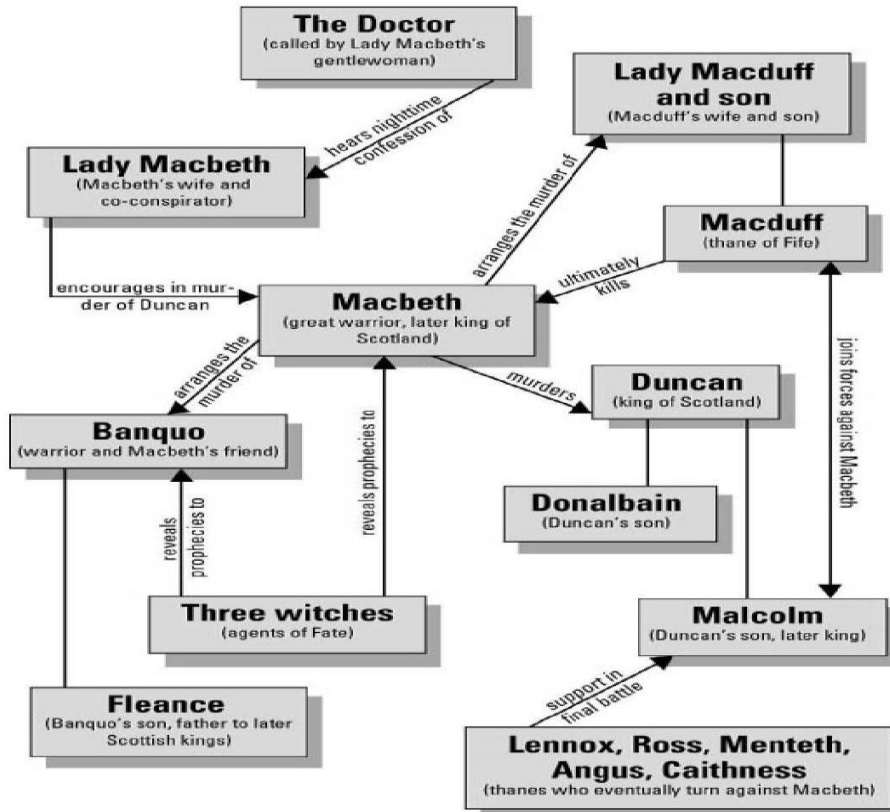 The Doctor
(called by Lady Macbeth's
gentlewoman)
Lady Macduff
and son
(Macduff's wife and son)
hears nighttime
confession of
Lady Macbeth
(Macbeth's wife and
co-conspirator)
arranges the murder of
Macduff
(thane of Fife)
ultimately
kills
encourages in mur-
der of Duncan
Macbeth
(great warrior, later king of
Scotland)
arranges the
murder of
murders
Duncan
(king of Scotland)
joins forces against Macbeth
Banquo
(warrior and Macbeth's friend)
reveals prophecies to
Donalbain
(Duncan's son)
reveals
prophecies to
Three witches
(agents of Fate)
Malcolm
(Duncan's son, later king)
support in
final battle
Fleance
(Banquo's son, father to later
Scottish kings)
Lennox, Ross, Menteth,
Angus, Caithness
(thanes who eventually turn against Macbeth)